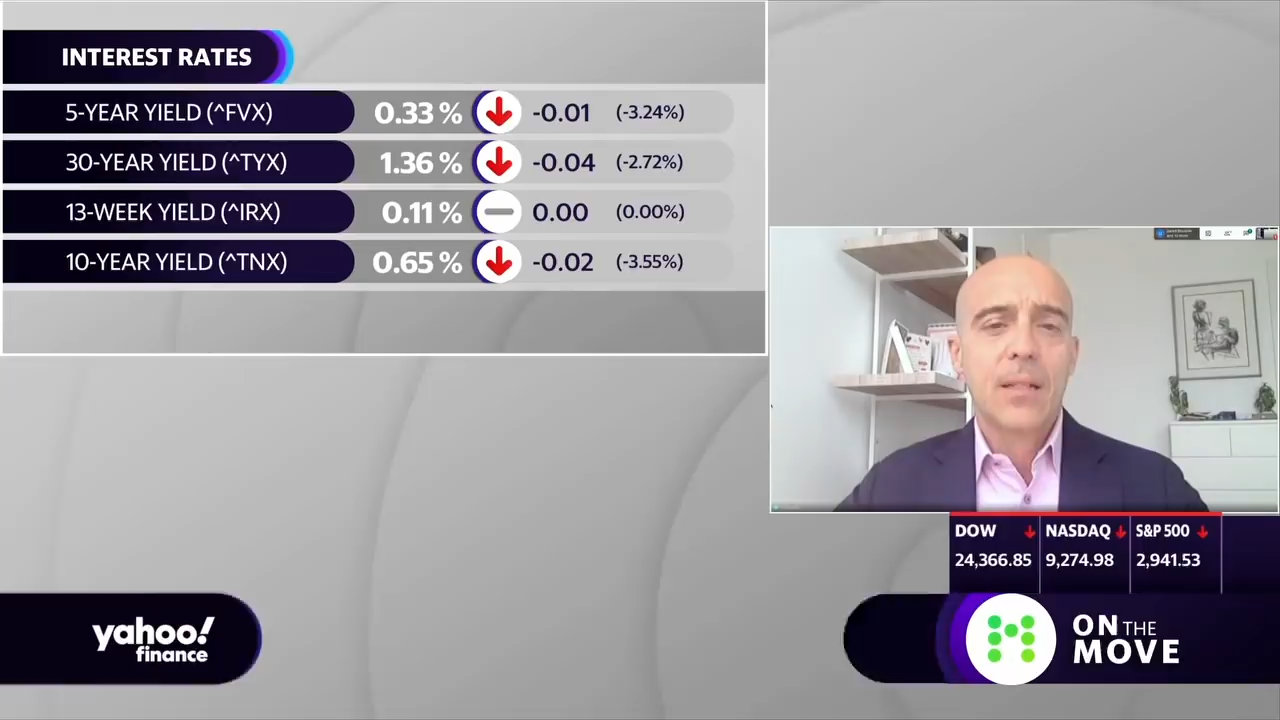 INTEREST RATES
5-YEAR YIELD (^FVX) 0.33 % -0.01 (-3.24%)
30-YEAR YIELD (^TYX) 1.36 % -0.04 (-2.72%)
13-WEEK YIELD (^IRX) 0.11 % 0.00 (0.00%)
10-YEAR YIELD (^TNX) 0.65 % -0.02 (-3.55%)
DOW NASDAQ S&P 500
24,366.85 9,274.98 2,941.53
yahoo!
finance
ON THE
MOVE